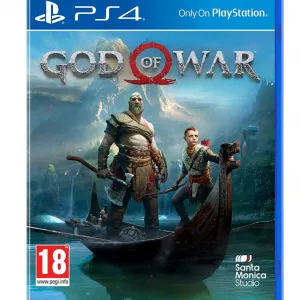 PS4
Only On PlayStation®
GOD OF WAR
18
www.pegi.info
Santa
Monica
Studio